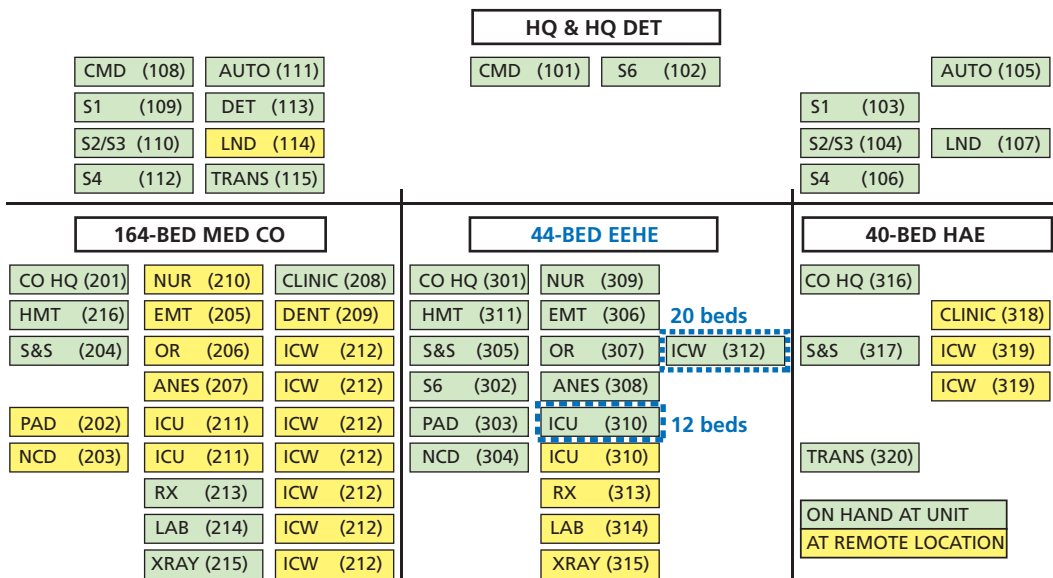 HQ & HQ DET
CMD (108) AUTO (111) CMD (101) S6 (102) AUTO (105)
S1 (109) DET (113) S1 (103)
S2/S3 (110) LND (114) S2/S3 (104) LND (107)
S4 (112) TRANS (115) S4 (106)
164-BED MED CO 44-BED EEHE 40-BED HAE
CO HQ (201) NUR (210) CLINIC (208) CO HQ (301) NUR (309) CO HQ (316)
HMT (216) EMT (205) DENT (209) HMT (311) EMT (306) 20 beds CLINIC (318)
S&S (204) OR (206) ICW (212) S&S (305) OR (307) ICW (312) S&S (317) ICW (319)
ANES (207) ICW (212) S6 (302) ANES (308) ICW (319)
PAD (202) ICU (211) ICW (212) PAD (303) ICU (310) 12 beds
NCD (203) ICU (211) ICW (212) NCD (304) ICU (310) TRANS (320)
RX (213) ICW (212) RX (313)
LAB (214) ICW (212) LAB (314) ON HAND AT UNIT
XRAY (215) ICW (212) XRAY (315) AT REMOTE LOCATION